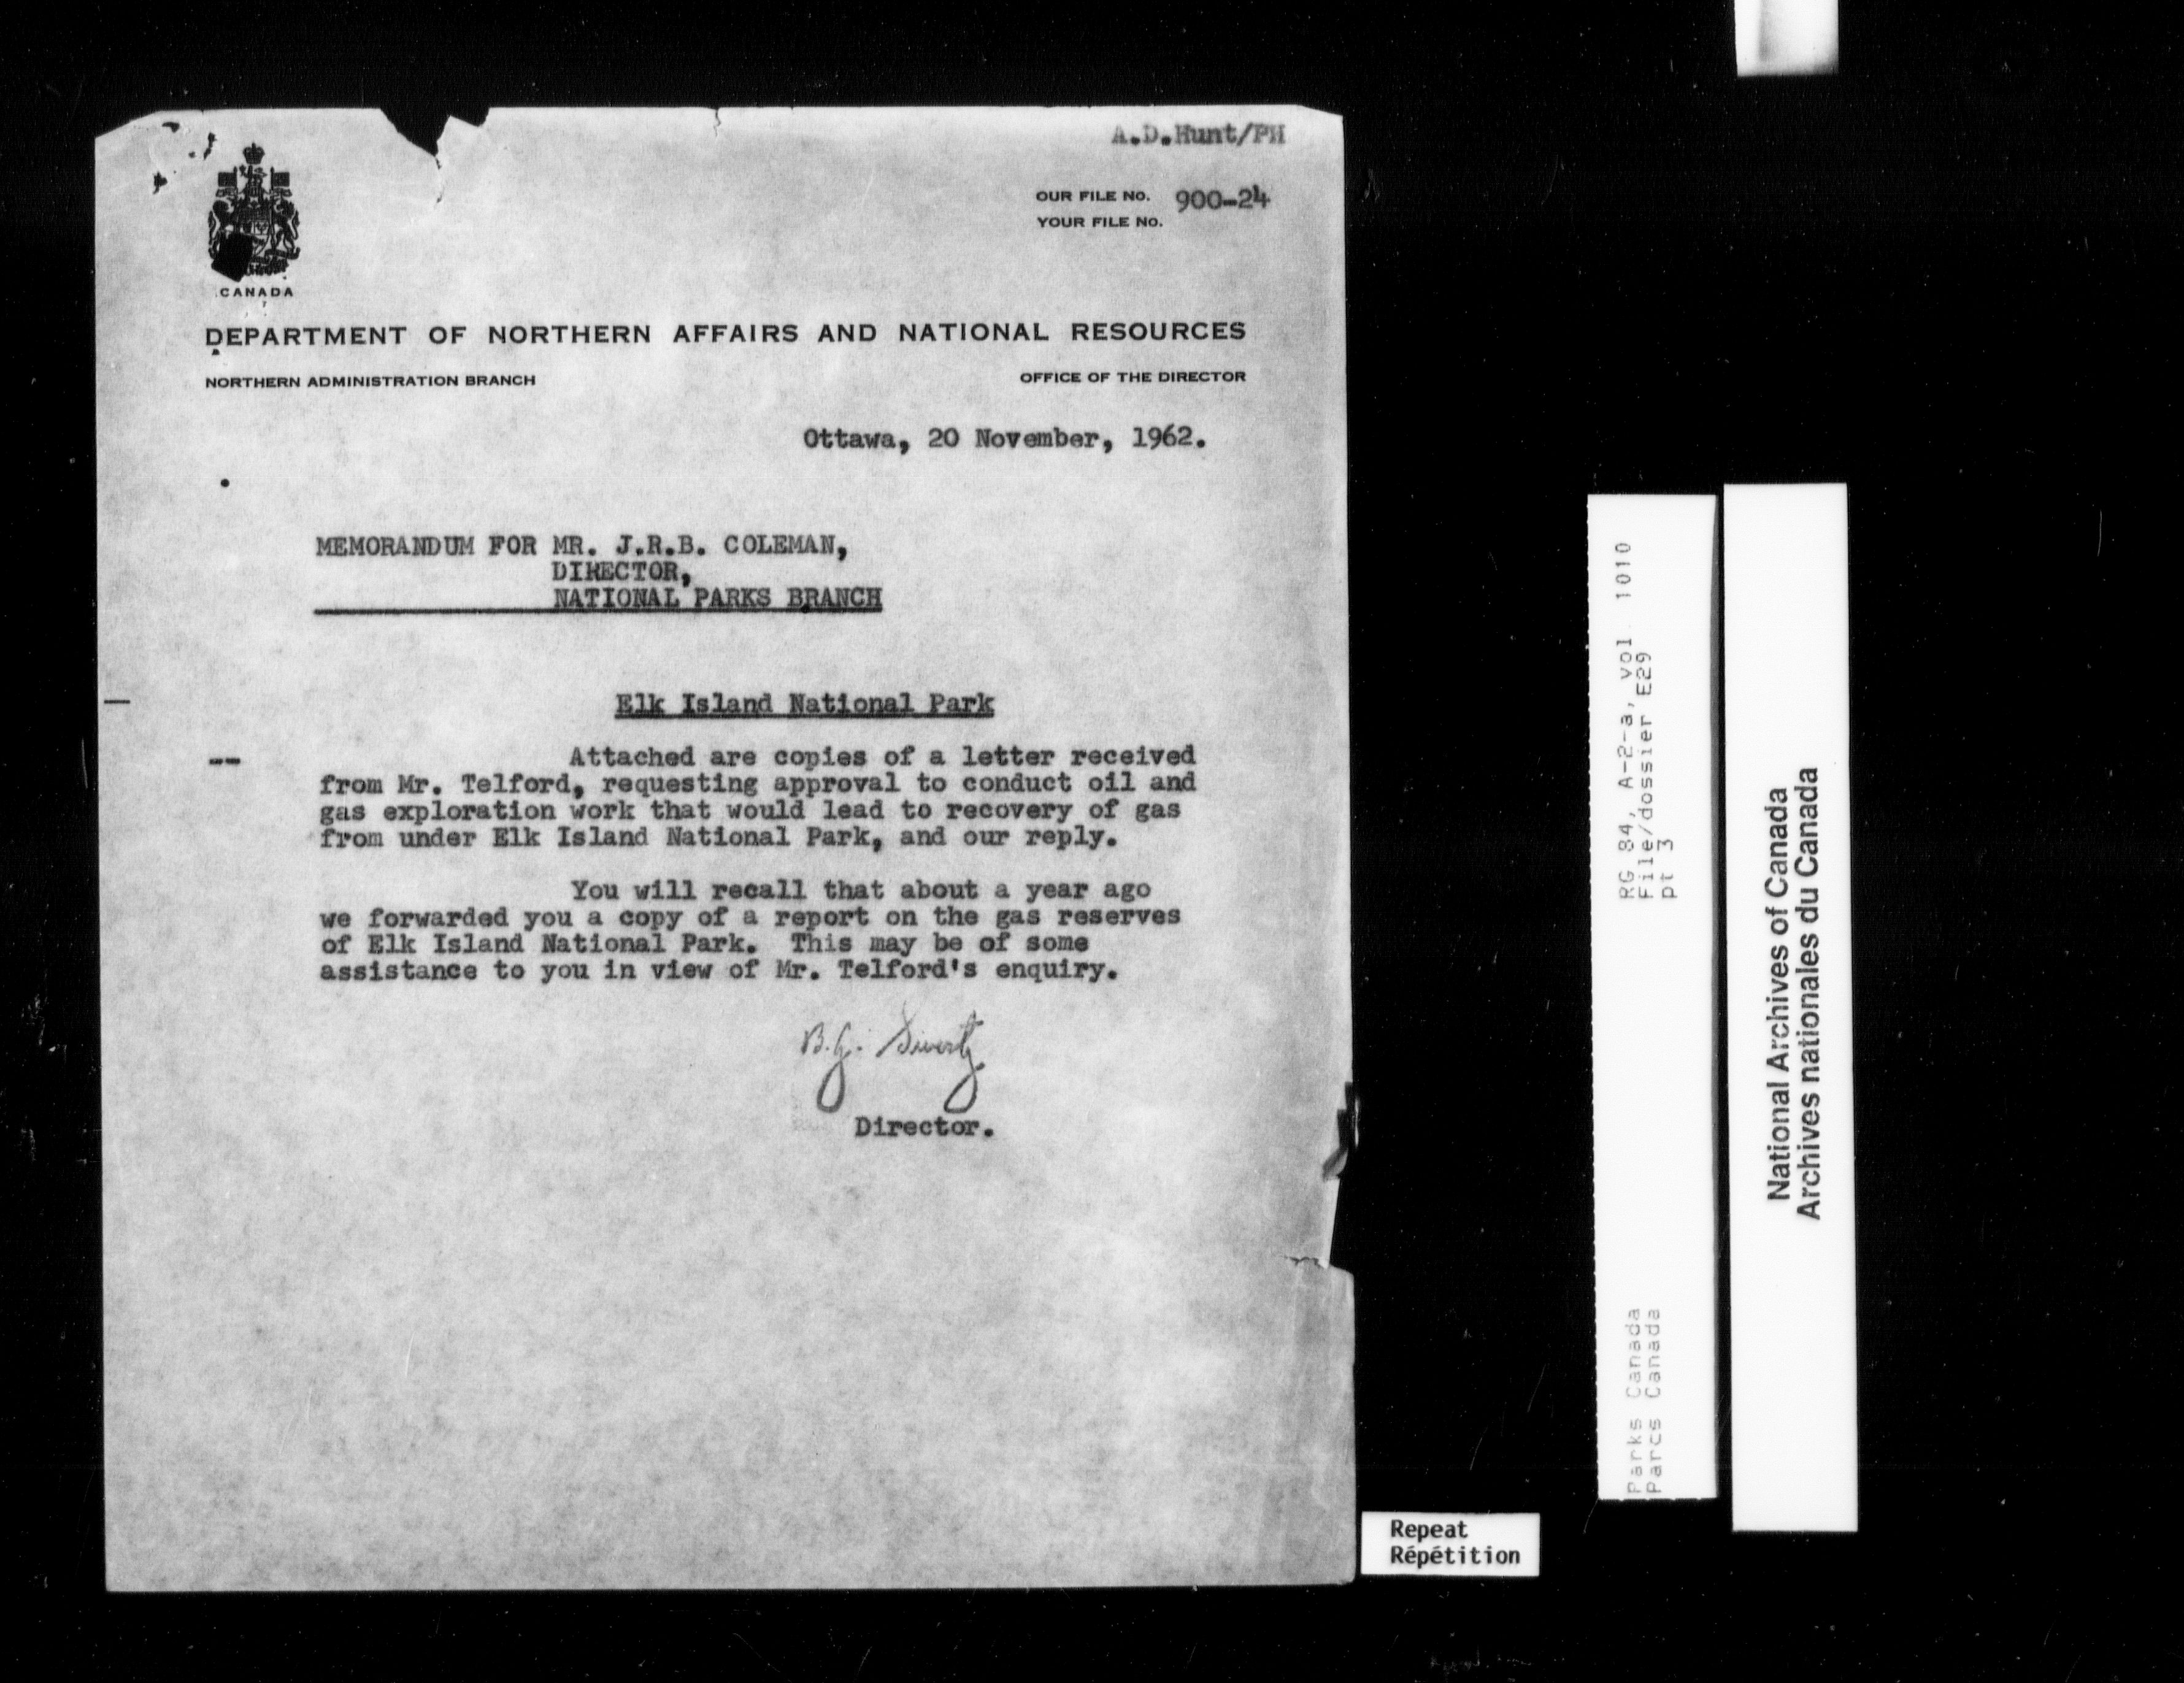 A.D.Hunt/PH
OUR FILE NO. 900-24
YOUR FILE NO.
CANADA
DEPARTMENT OF NORTHERN AFFAIRS AND NATIONAL RESOURCES
NORTHERN ADMINISTRATION BRANCH OFFICE OF THE DIRECTOR
Ottawa, 20 November, 1962.
MEMORANDUM FOR MR. J.R.B. COLEMAN,
DIRECTOR,
NATIONAL PARKS BRANCH
Elk Island National Park
-- Attached are copies of a letter received
from Mr. Telford, requesting approval to conduct oil and
gas exploration work that would lead to recovery of gas
from under Elk Island National Park, and our reply.
You will recall that about a year ago
we forwarded you a copy of a report on the gas reserves
of Elk Island National Park. This may be of some
assistance to you in view of Mr. Telford's enquiry.
B.G. Sivertz
Director.
Repeat
Répétition
RG 84, A-2-a, vol 1010
File/dossier E29
pt 3
Parks Canada
Parcs Canada
National Archives of Canada
Archives nationales du Canada